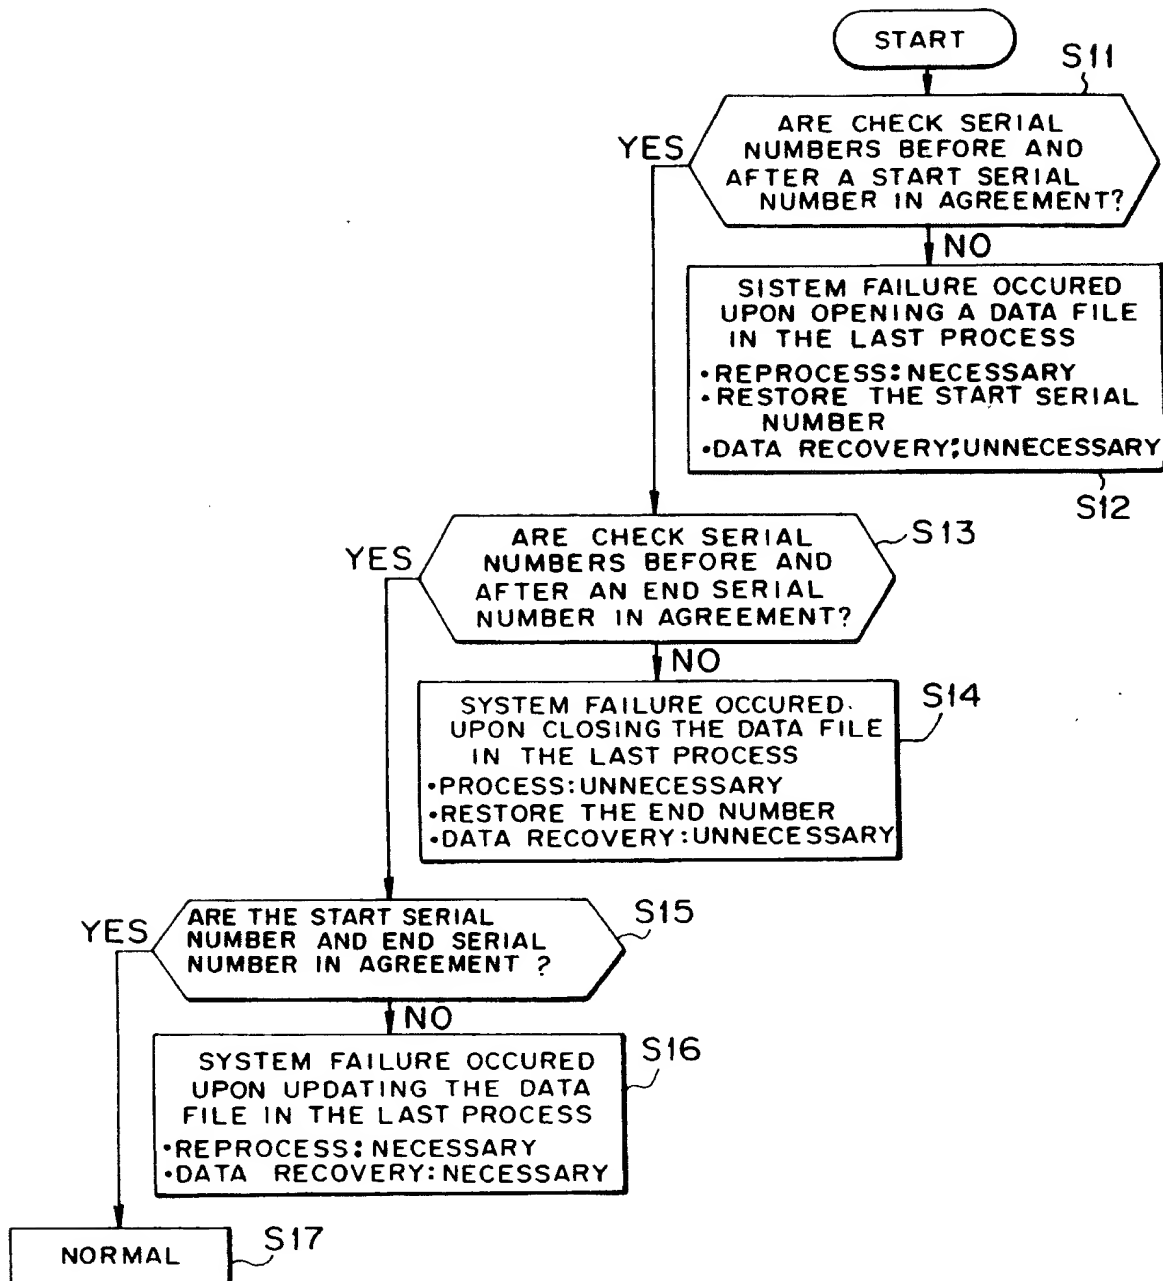 START
S11
ARE CHECK SERIAL
NUMBERS BEFORE AND
AFTER A START SERIAL
NUMBER IN AGREEMENT?
YES
NO
SISTEM FAILURE OCCURED
UPON OPENING A DATA FILE
IN THE LAST PROCESS
•REPROCESS:NECESSARY
•RESTORE THE START SERIAL
NUMBER
•DATA RECOVERY:UNNECESSARY
S12
ARE CHECK SERIAL
NUMBERS BEFORE AND
AFTER AN END SERIAL
NUMBER IN AGREEMENT?
S13
YES
NO
SYSTEM FAILURE OCCURED
UPON CLOSING THE DATA FILE
IN THE LAST PROCESS
•PROCESS:UNNECESSARY
•RESTORE THE END NUMBER
•DATA RECOVERY:UNNECESSARY
S14
ARE THE START SERIAL
NUMBER AND END SERIAL
NUMBER IN AGREEMENT ?
S15
YES
NO
SYSTEM FAILURE OCCURED
UPON UPDATING THE DATA
FILE IN THE LAST PROCESS
•REPROCESS:NECESSARY
•DATA RECOVERY:NECESSARY
S16
NORMAL
S17